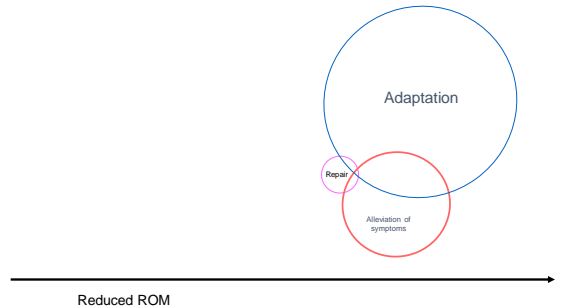 Adaptation
Repair
Alleviation of
symptoms
Reduced ROM